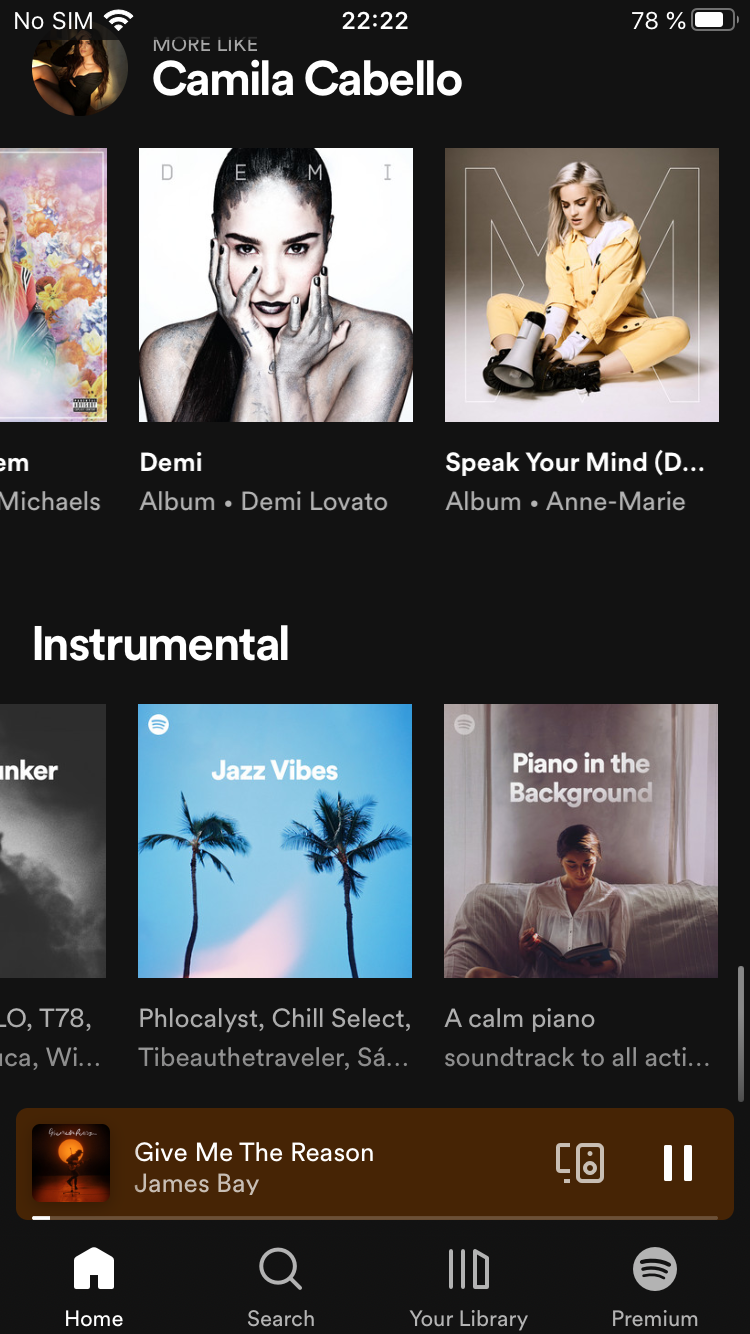 No SIM 22:22 78 %
MORE LIKE
Camila Cabello
D E M I
em
Michaels
Demi
Album • Demi Lovato
Speak Your Mind (D...
Album • Anne-Marie
Instrumental
unker
Jazz Vibes
Piano in the
Background
LO, T78,
uca, Wi...
Phlocalyst, Chill Select,
Tibeauthetraveler, Sá...
A calm piano
soundtrack to all acti...
Give Me The Reason
James Bay
Home
Search
Your Library
Premium